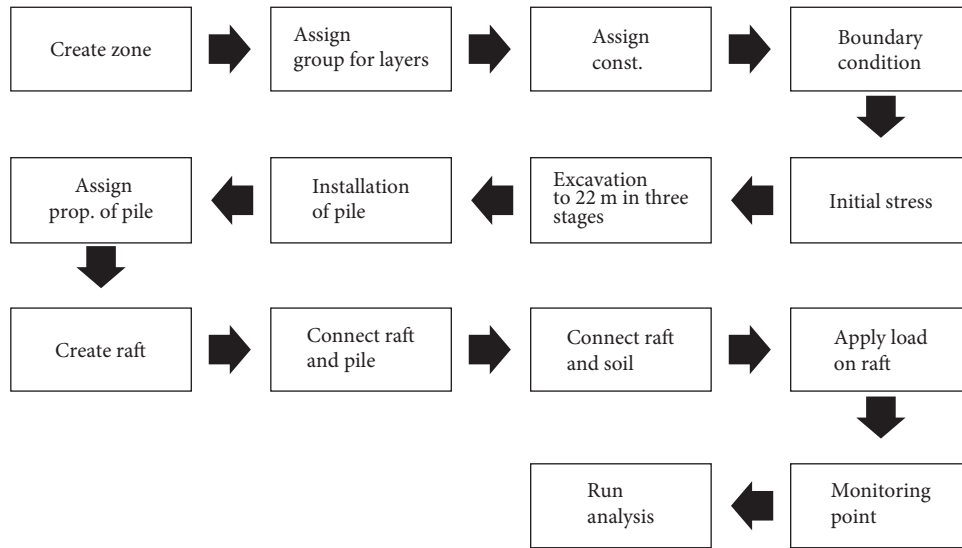 Create zone
Assign
group for layers
Assign
const.
Boundary
condition
Initial stress
Excavation
to 22 m in three
stages
Installation
of pile
Assign
prop. of pile
Create raft
Connect raft
and pile
Connect raft
and soil
Apply load
on raft
Monitoring
point
Run
analysis